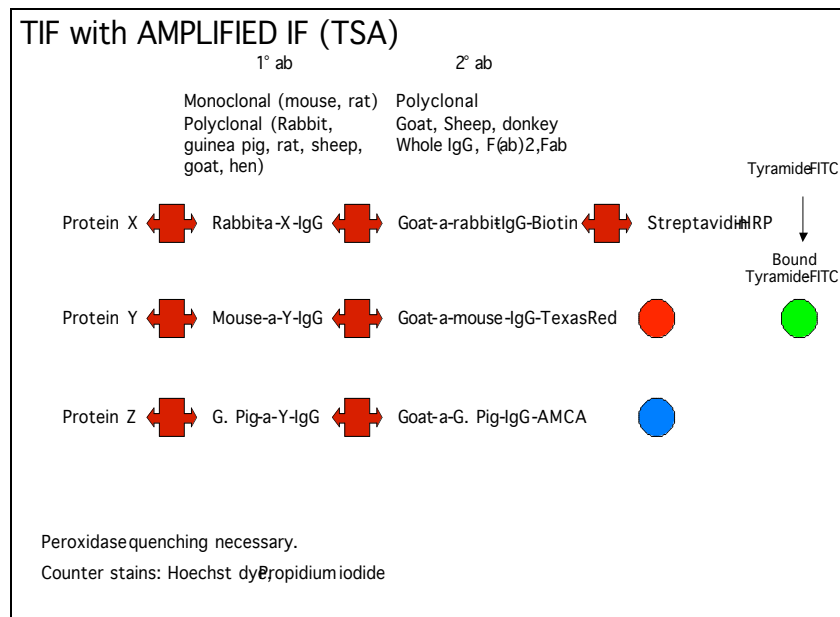 TIF with AMPLIFIED IF (TSA)
1° ab
2° ab
Monoclonal (mouse, rat)
Polyclonal (Rabbit,
guinea pig, rat, sheep,
goat, hen)
Polyclonal
Goat, Sheep, donkey
Whole IgG, F(ab)2,Fab
TyramideFITC
Protein X
Rabbit-a-X-IgG
Goat-a-rabbit-IgG-Biotin
Streptavidin-HRP
Bound
TyramideFITC
Protein Y
Mouse-a-Y-IgG
Goat-a-mouse-IgG-TexasRed
Protein Z
G. Pig-a-Y-IgG
Goat-a-G. Pig-IgG-AMCA
Peroxidase quenching necessary.
Counter stains: Hoechst dye, Propidium iodide